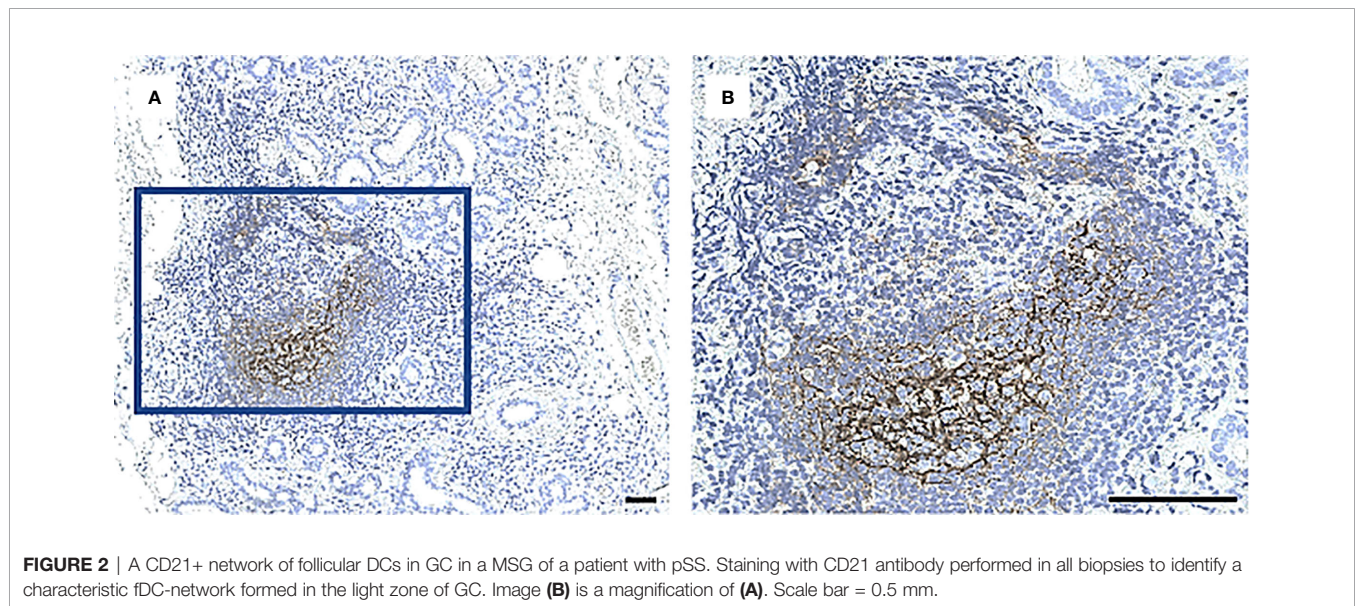 A
B
FIGURE 2 | A CD21+ network of follicular DCs in GC in a MSG of a patient with pSS. Staining with CD21 antibody performed in all biopsies to identify a
characteristic fDC-network formed in the light zone of GC. Image (B) is a magnification of (A). Scale bar = 0.5 mm.